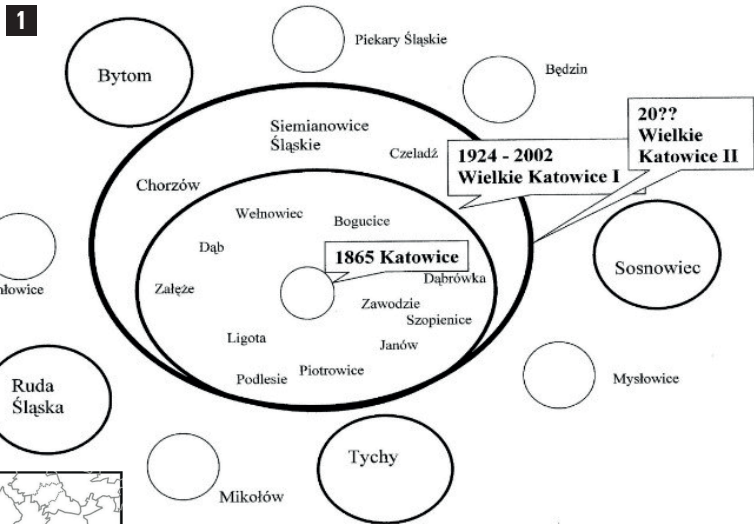 1
Piekary Śląskie
Bytom
Będzin
20??
Wielkie
Katowice II
Siemianowice
Śląskie
Czeladź
1924 - 2002
Wielkie Katowice I
Chorzów
Wełnowiec
Bogucice
Dąb
1865 Katowice
Sosnowiec
Dąbrówka
Załęże
Zawodzie
Szopienice
Ligota
Janów
Piotrowice
Podlesie
Mysłowice
Ruda
Śląska
Tychy
Mikołów